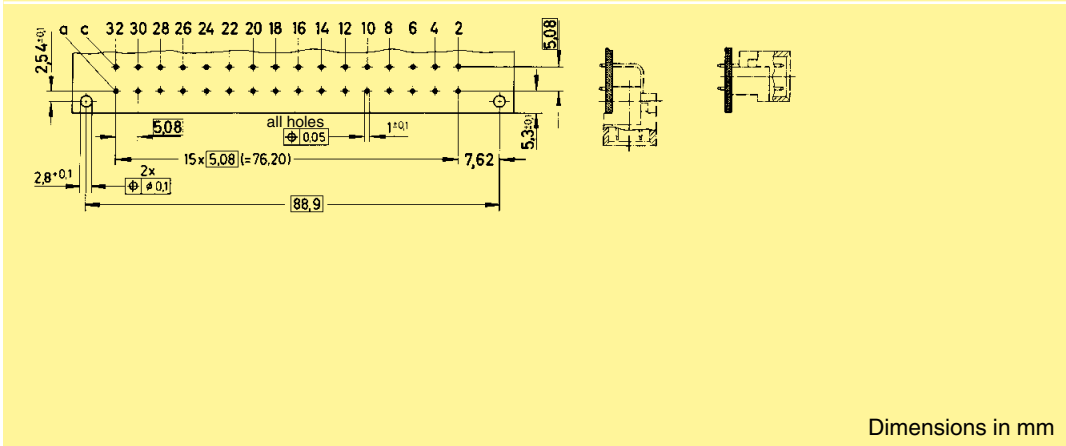 a c 32 30 28 26 24 22 20 18 16 14 12 10 8 6 4 2
2,54±0,1
5,08
5,08
all holes
⌖ 0,05
1±0,1
5,3±0,1
15x 5,08 (=76,20)
7,62
2,8+0,1
2x
⌖ ø 0,1
88,9
Dimensions in mm